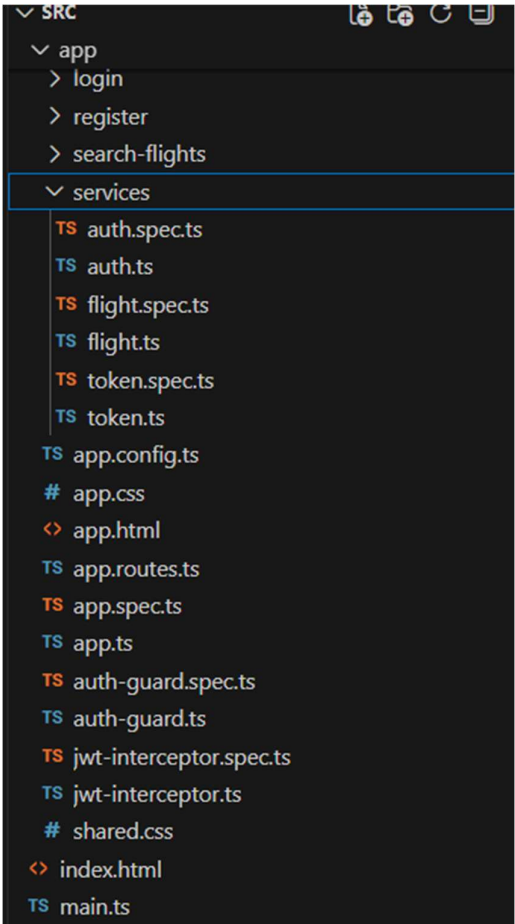 SRC
app
login
register
search-flights
services
TS auth.spec.ts
TS auth.ts
TS flight.spec.ts
TS flight.ts
TS token.spec.ts
TS token.ts
TS app.config.ts
# app.css
<> app.html
TS app.routes.ts
TS app.spec.ts
TS app.ts
TS auth-guard.spec.ts
TS auth-guard.ts
TS jwt-interceptor.spec.ts
TS jwt-interceptor.ts
# shared.css
<> index.html
TS main.ts